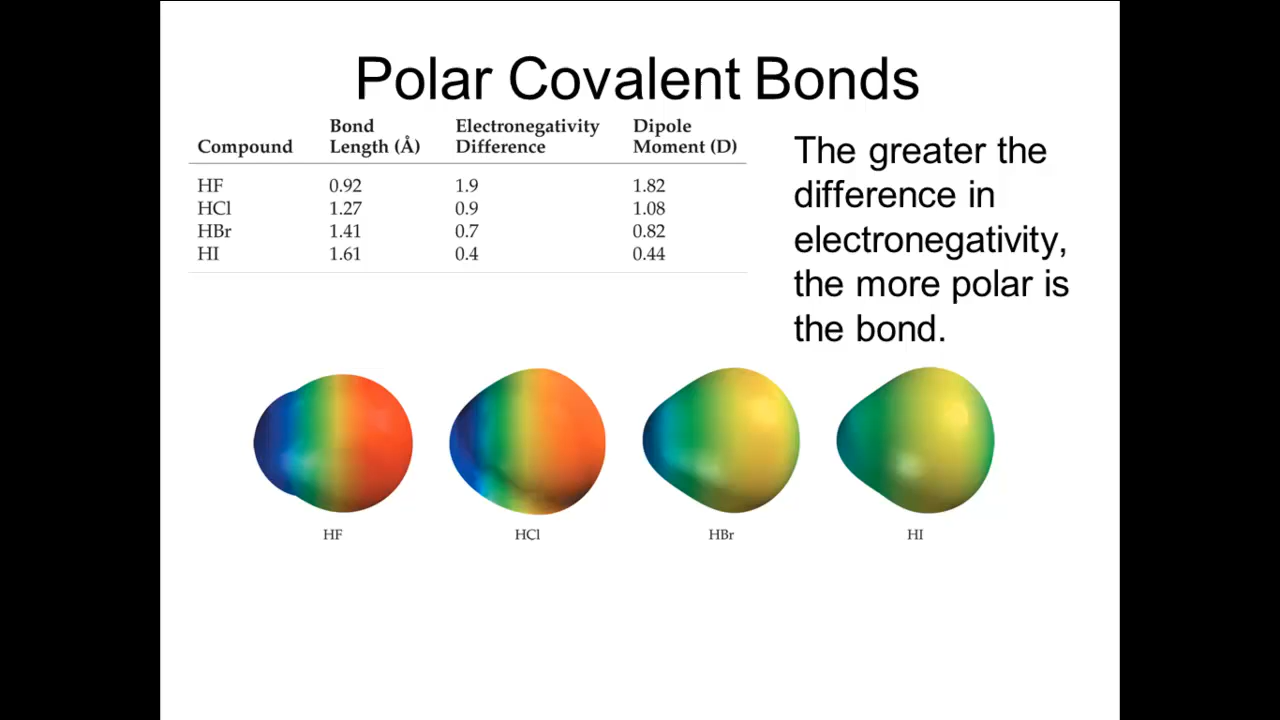 Polar Covalent Bonds
Compound Bond Length (Å) Electronegativity Difference Dipole Moment (D)
HF 0.92 1.9 1.82
HCl 1.27 0.9 1.08
HBr 1.41 0.7 0.82
HI 1.61 0.4 0.44
The greater the
difference in
electronegativity,
the more polar is
the bond.
HF HCl HBr HI